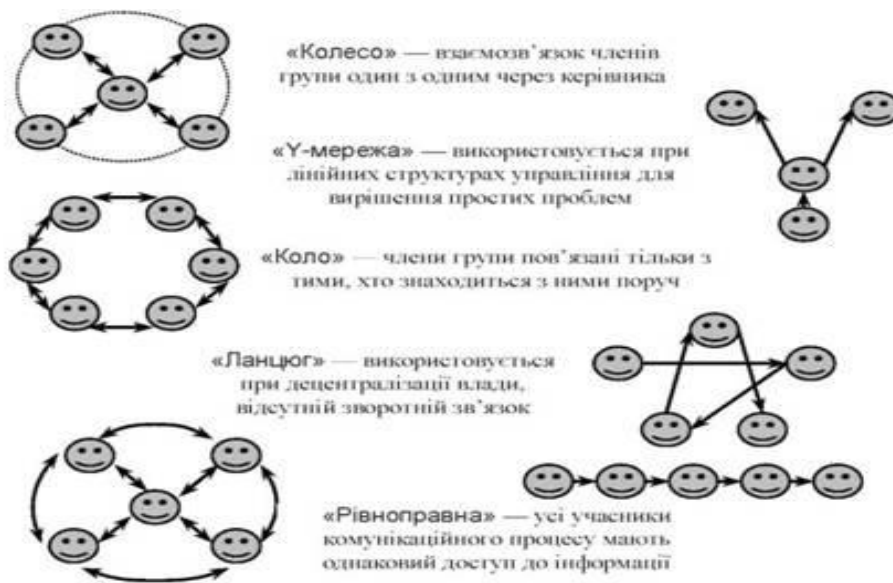 «Колесо» — взаємозв’язок членів
групи один з одним через керівника
«Y-мережа» — використовується при
лінійних структурах управління для
вирішення простих проблем
«Коло» — члени групи пов’язані тільки з
тими, хто знаходиться з ними поруч
«Ланцюг» — використовується
при децентралізації влади,
відсутній зворотній зв’язок
«Рівноправна» — усі учасники
комунікаційного процесу мають
однаковий доступ до інформації